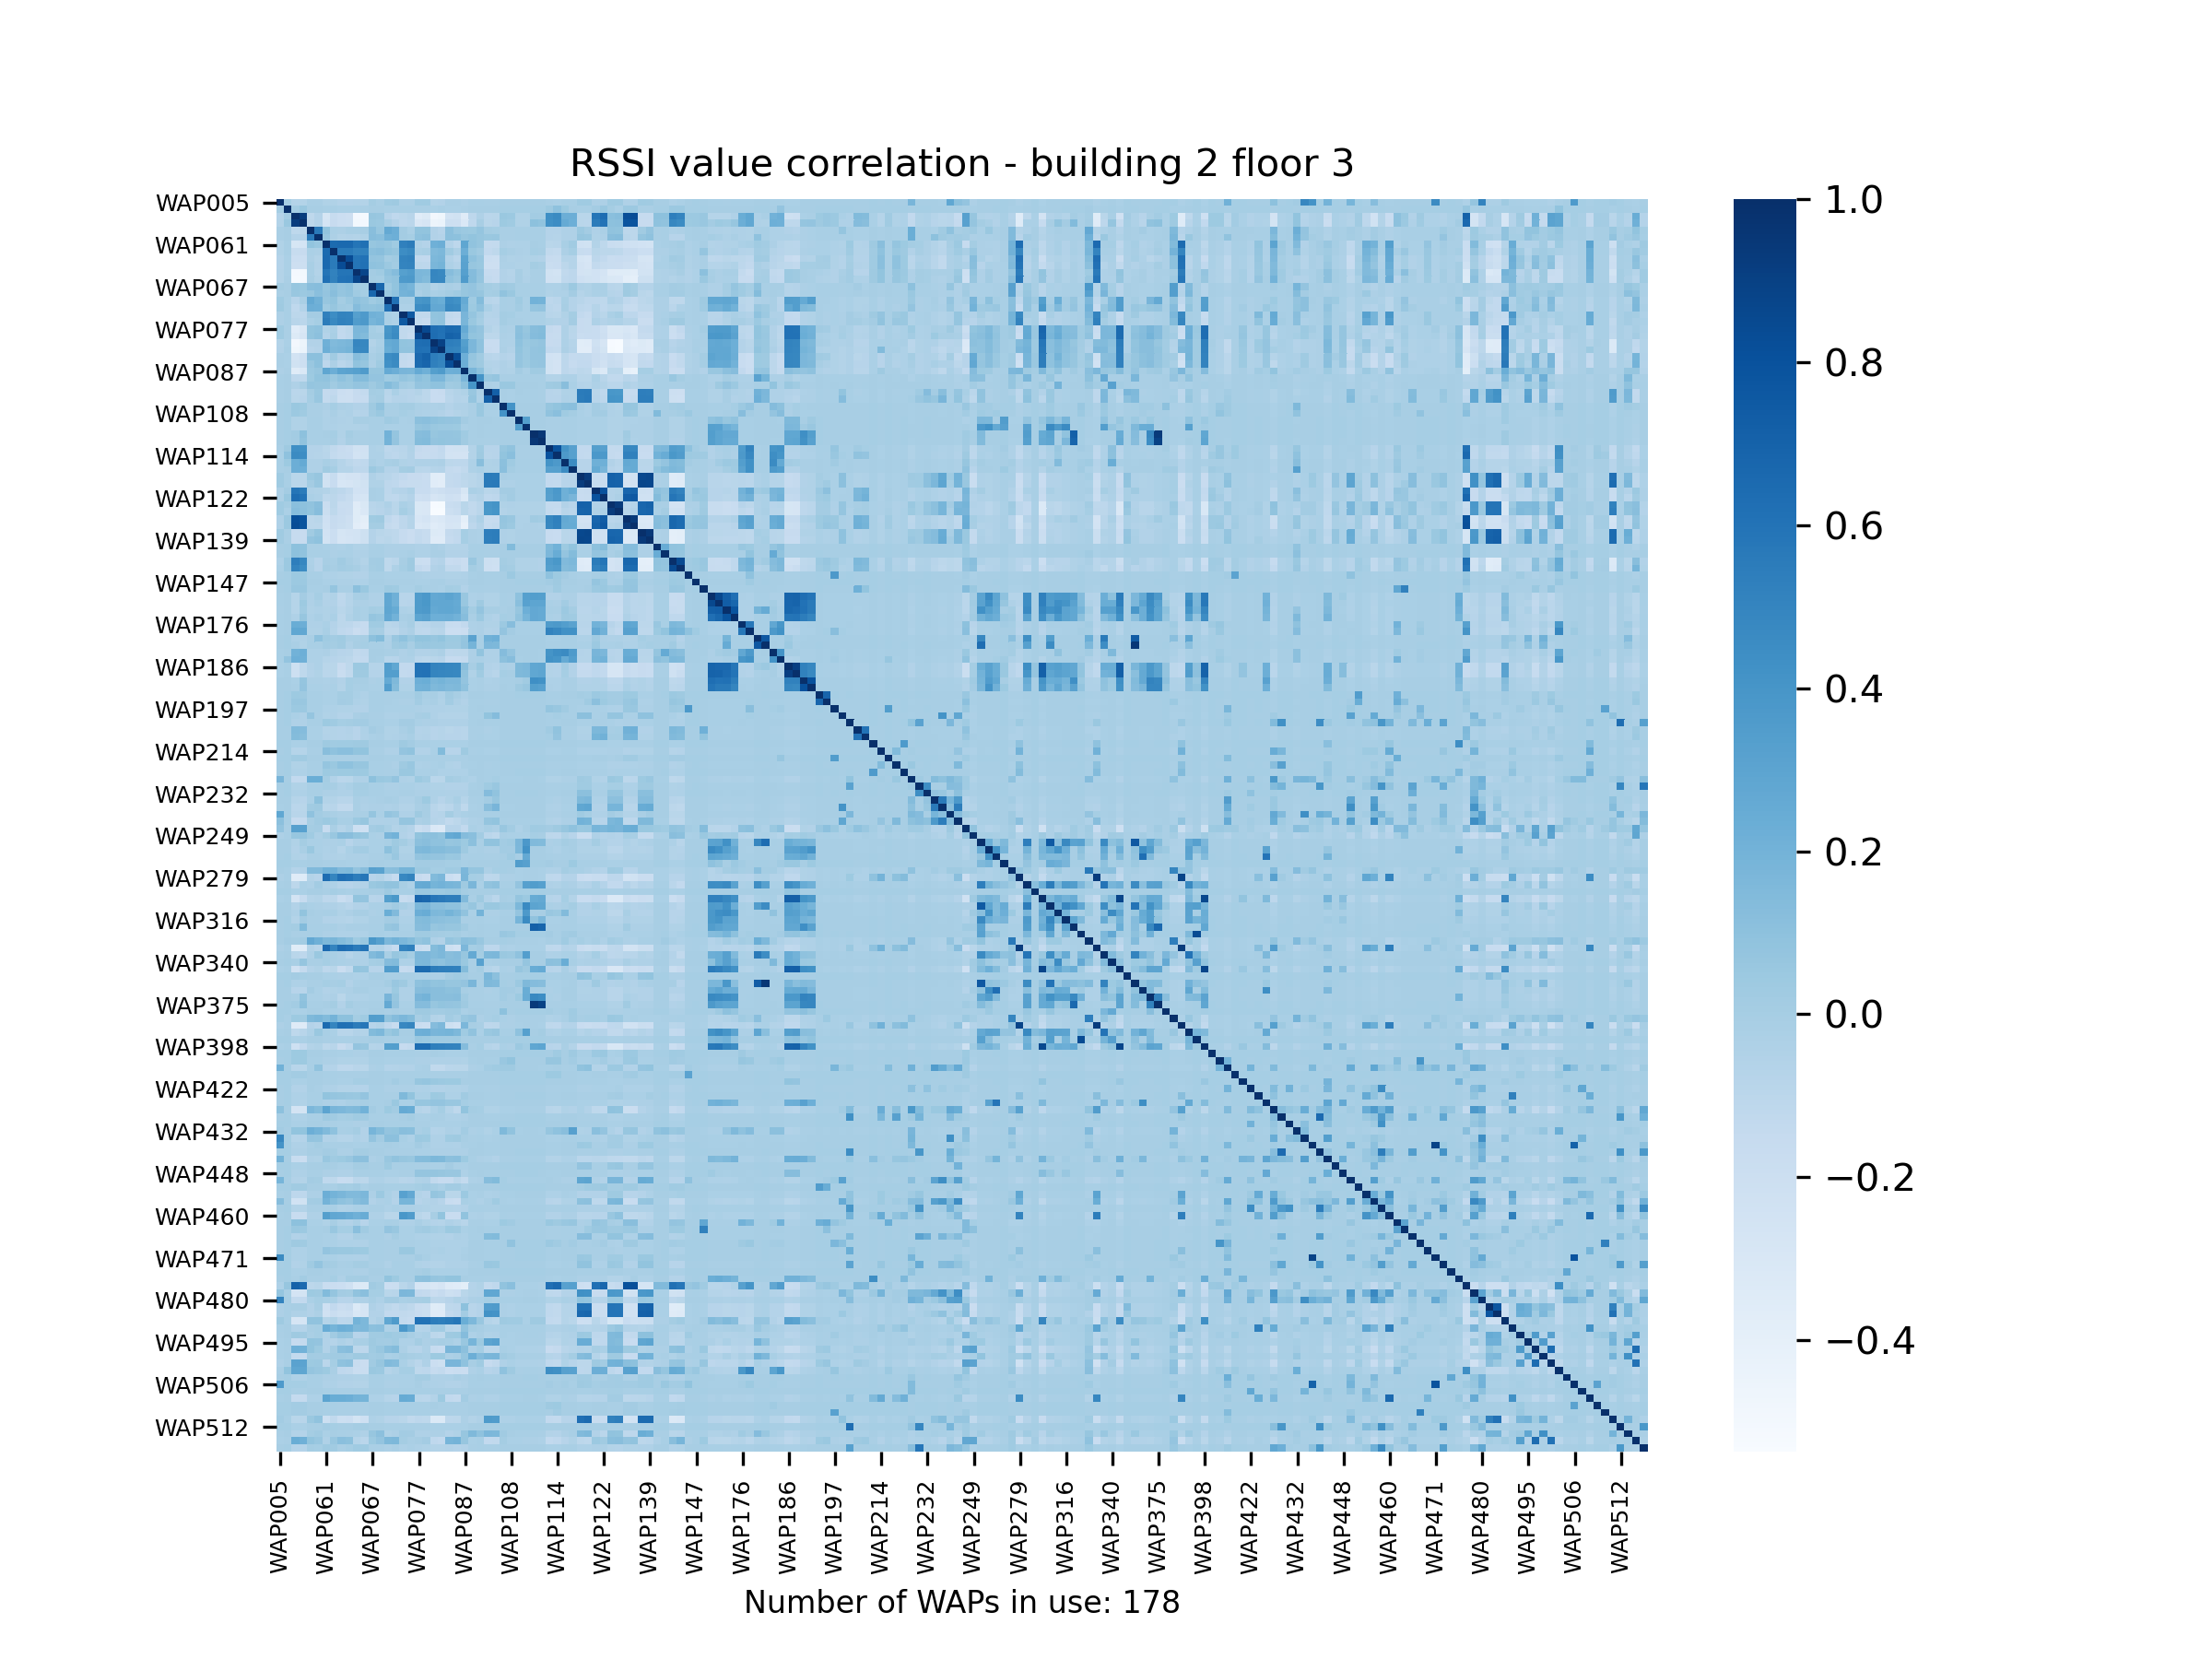 RSSI value correlation - building 2 floor 3
WAP005
WAP061
WAP067
WAP077
WAP087
WAP108
WAP114
WAP122
WAP139
WAP147
WAP176
WAP186
WAP197
WAP214
WAP232
WAP249
WAP279
WAP316
WAP340
WAP375
WAP398
WAP422
WAP432
WAP448
WAP460
WAP471
WAP480
WAP495
WAP506
WAP512
WAP005
WAP061
WAP067
WAP077
WAP087
WAP108
WAP114
WAP122
WAP139
WAP147
WAP176
WAP186
WAP197
WAP214
WAP232
WAP249
WAP279
WAP316
WAP340
WAP375
WAP398
WAP422
WAP432
WAP448
WAP460
WAP471
WAP480
WAP495
WAP506
WAP512
Number of WAPs in use: 178
1.0
0.8
0.6
0.4
0.2
0.0
−0.2
−0.4